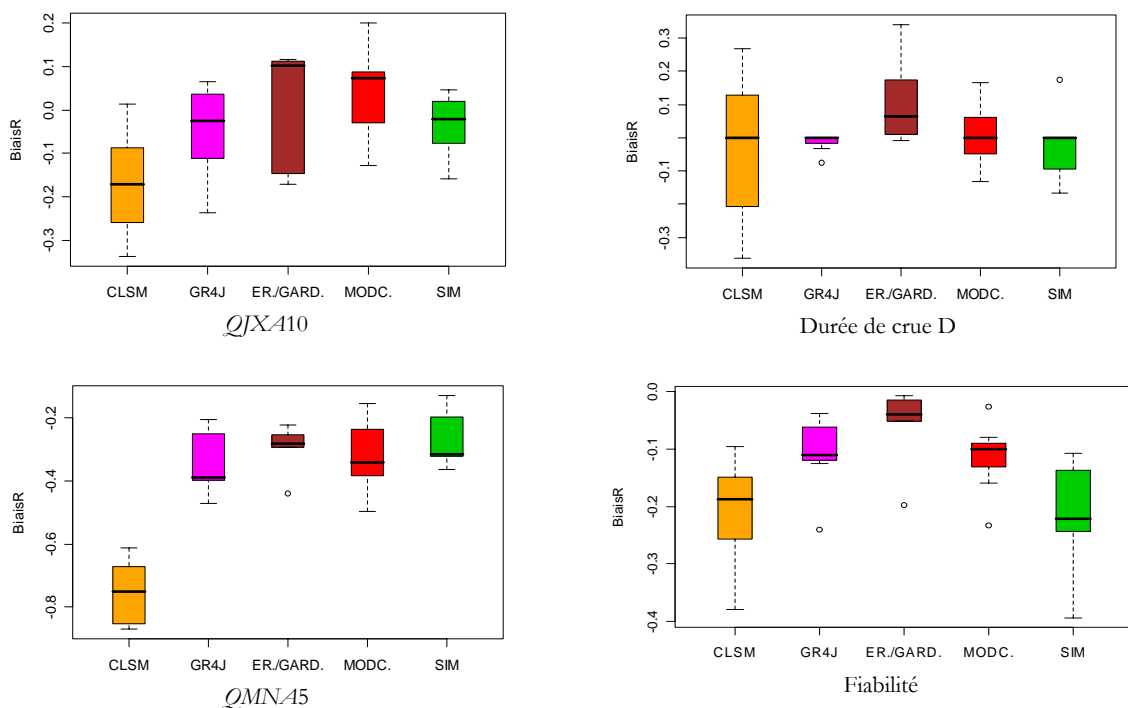 BiaisR
0.2
0.1
0.0
-0.1
-0.2
-0.3
CLSM GR4J ER./GARD. MODC. SIM
QJXA10
BiaisR
0.3
0.1
-0.1
-0.3
CLSM GR4J ER./GARD. MODC. SIM
Durée de crue D
BiaisR
-0.2
-0.4
-0.6
-0.8
CLSM GR4J ER./GARD. MODC. SIM
QMNA5
BiaisR
0.0
-0.1
-0.2
-0.3
-0.4
CLSM GR4J ER./GARD. MODC. SIM
Fiabilité